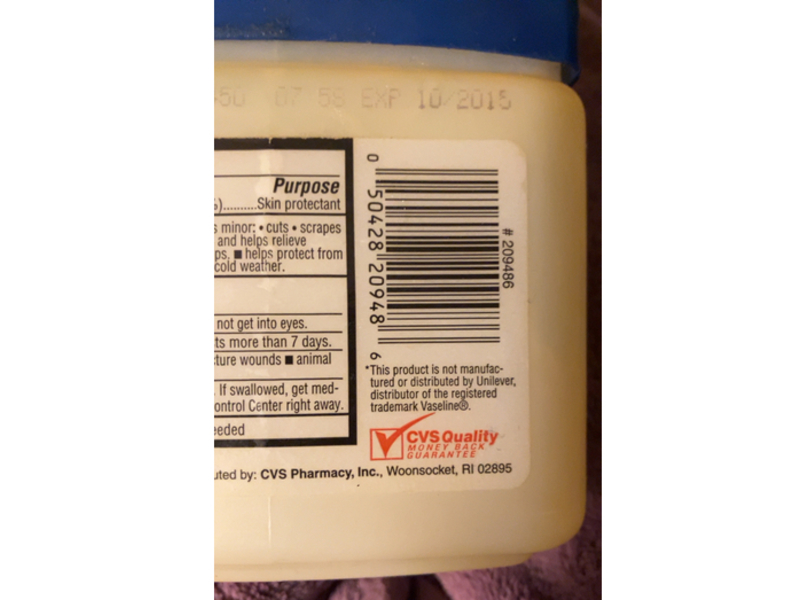 50 07 58 EXP 10/2015
Purpose
%)..........Skin protectant
s minor: • cuts • scrapes
and helps relieve
ps. ■ helps protect from
cold weather.
not get into eyes.
ts more than 7 days.
ture wounds ■ animal
If swallowed, get med-
ontrol Center right away.
eeded
0 50428 20948 6
# 209486
*This product is not manufac-
tured or distributed by Unilever,
distributor of the registered
trademark Vaseline®.
CVS Quality
MONEY BACK
GUARANTEE
uted by: CVS Pharmacy, Inc., Woonsocket, RI 02895